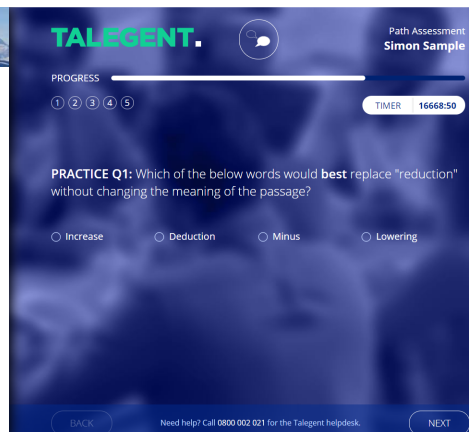 TALEGENT.
Path Assessment
Simon Sample
PROGRESS
1 2 3 4 5
TIMER 16668:50
PRACTICE Q1: Which of the below words would best replace "reduction"
without changing the meaning of the passage?
Increase Deduction Minus Lowering
BACK Need help? Call 0800 002 021 for the Talegent helpdesk. NEXT